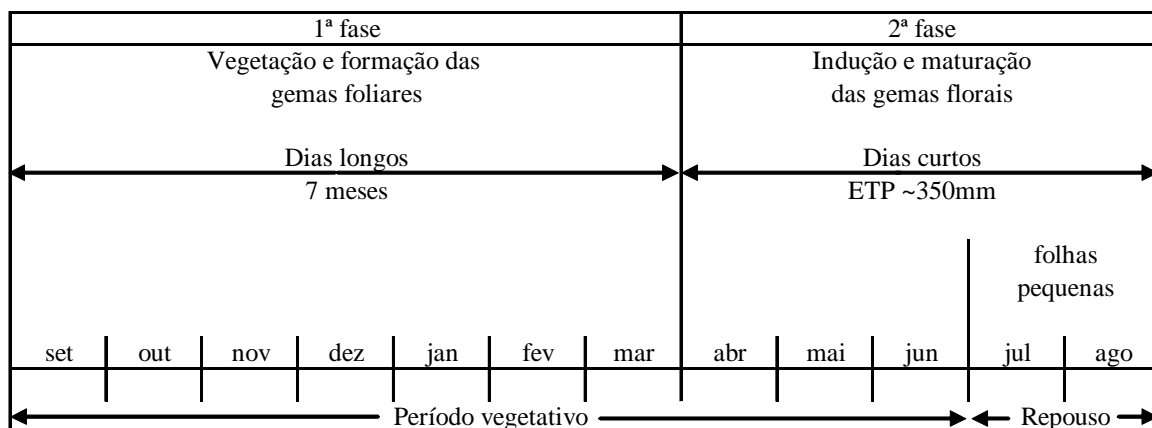 1ª fase
2ª fase
Vegetação e formação das
gemas foliares
Indução e maturação
das gemas florais
Dias longos
7 meses
Dias curtos
ETP ~350mm
folhas
pequenas
set out nov dez jan fev mar abr mai jun jul ago
Período vegetativo Repouso